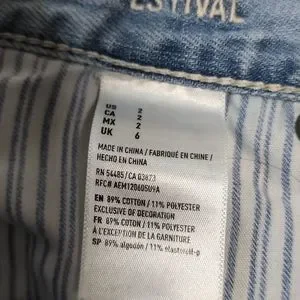 ESTIVAL
US 2
CA 2
MX 2
UK 6
MADE IN CHINA / FABRIQUÉ EN CHINE /
HECHO EN CHINA
RN 54485 / CA 03873
RFC# AEM1206050HA
EN 89% COTTON / 11% POLYESTER
EXCLUSIVE OF DECORATION
FR 89% COTON / 11% POLYESTER
À L'EXCEPTION DE LA GARNITURE
SP 89% algodón / 11%